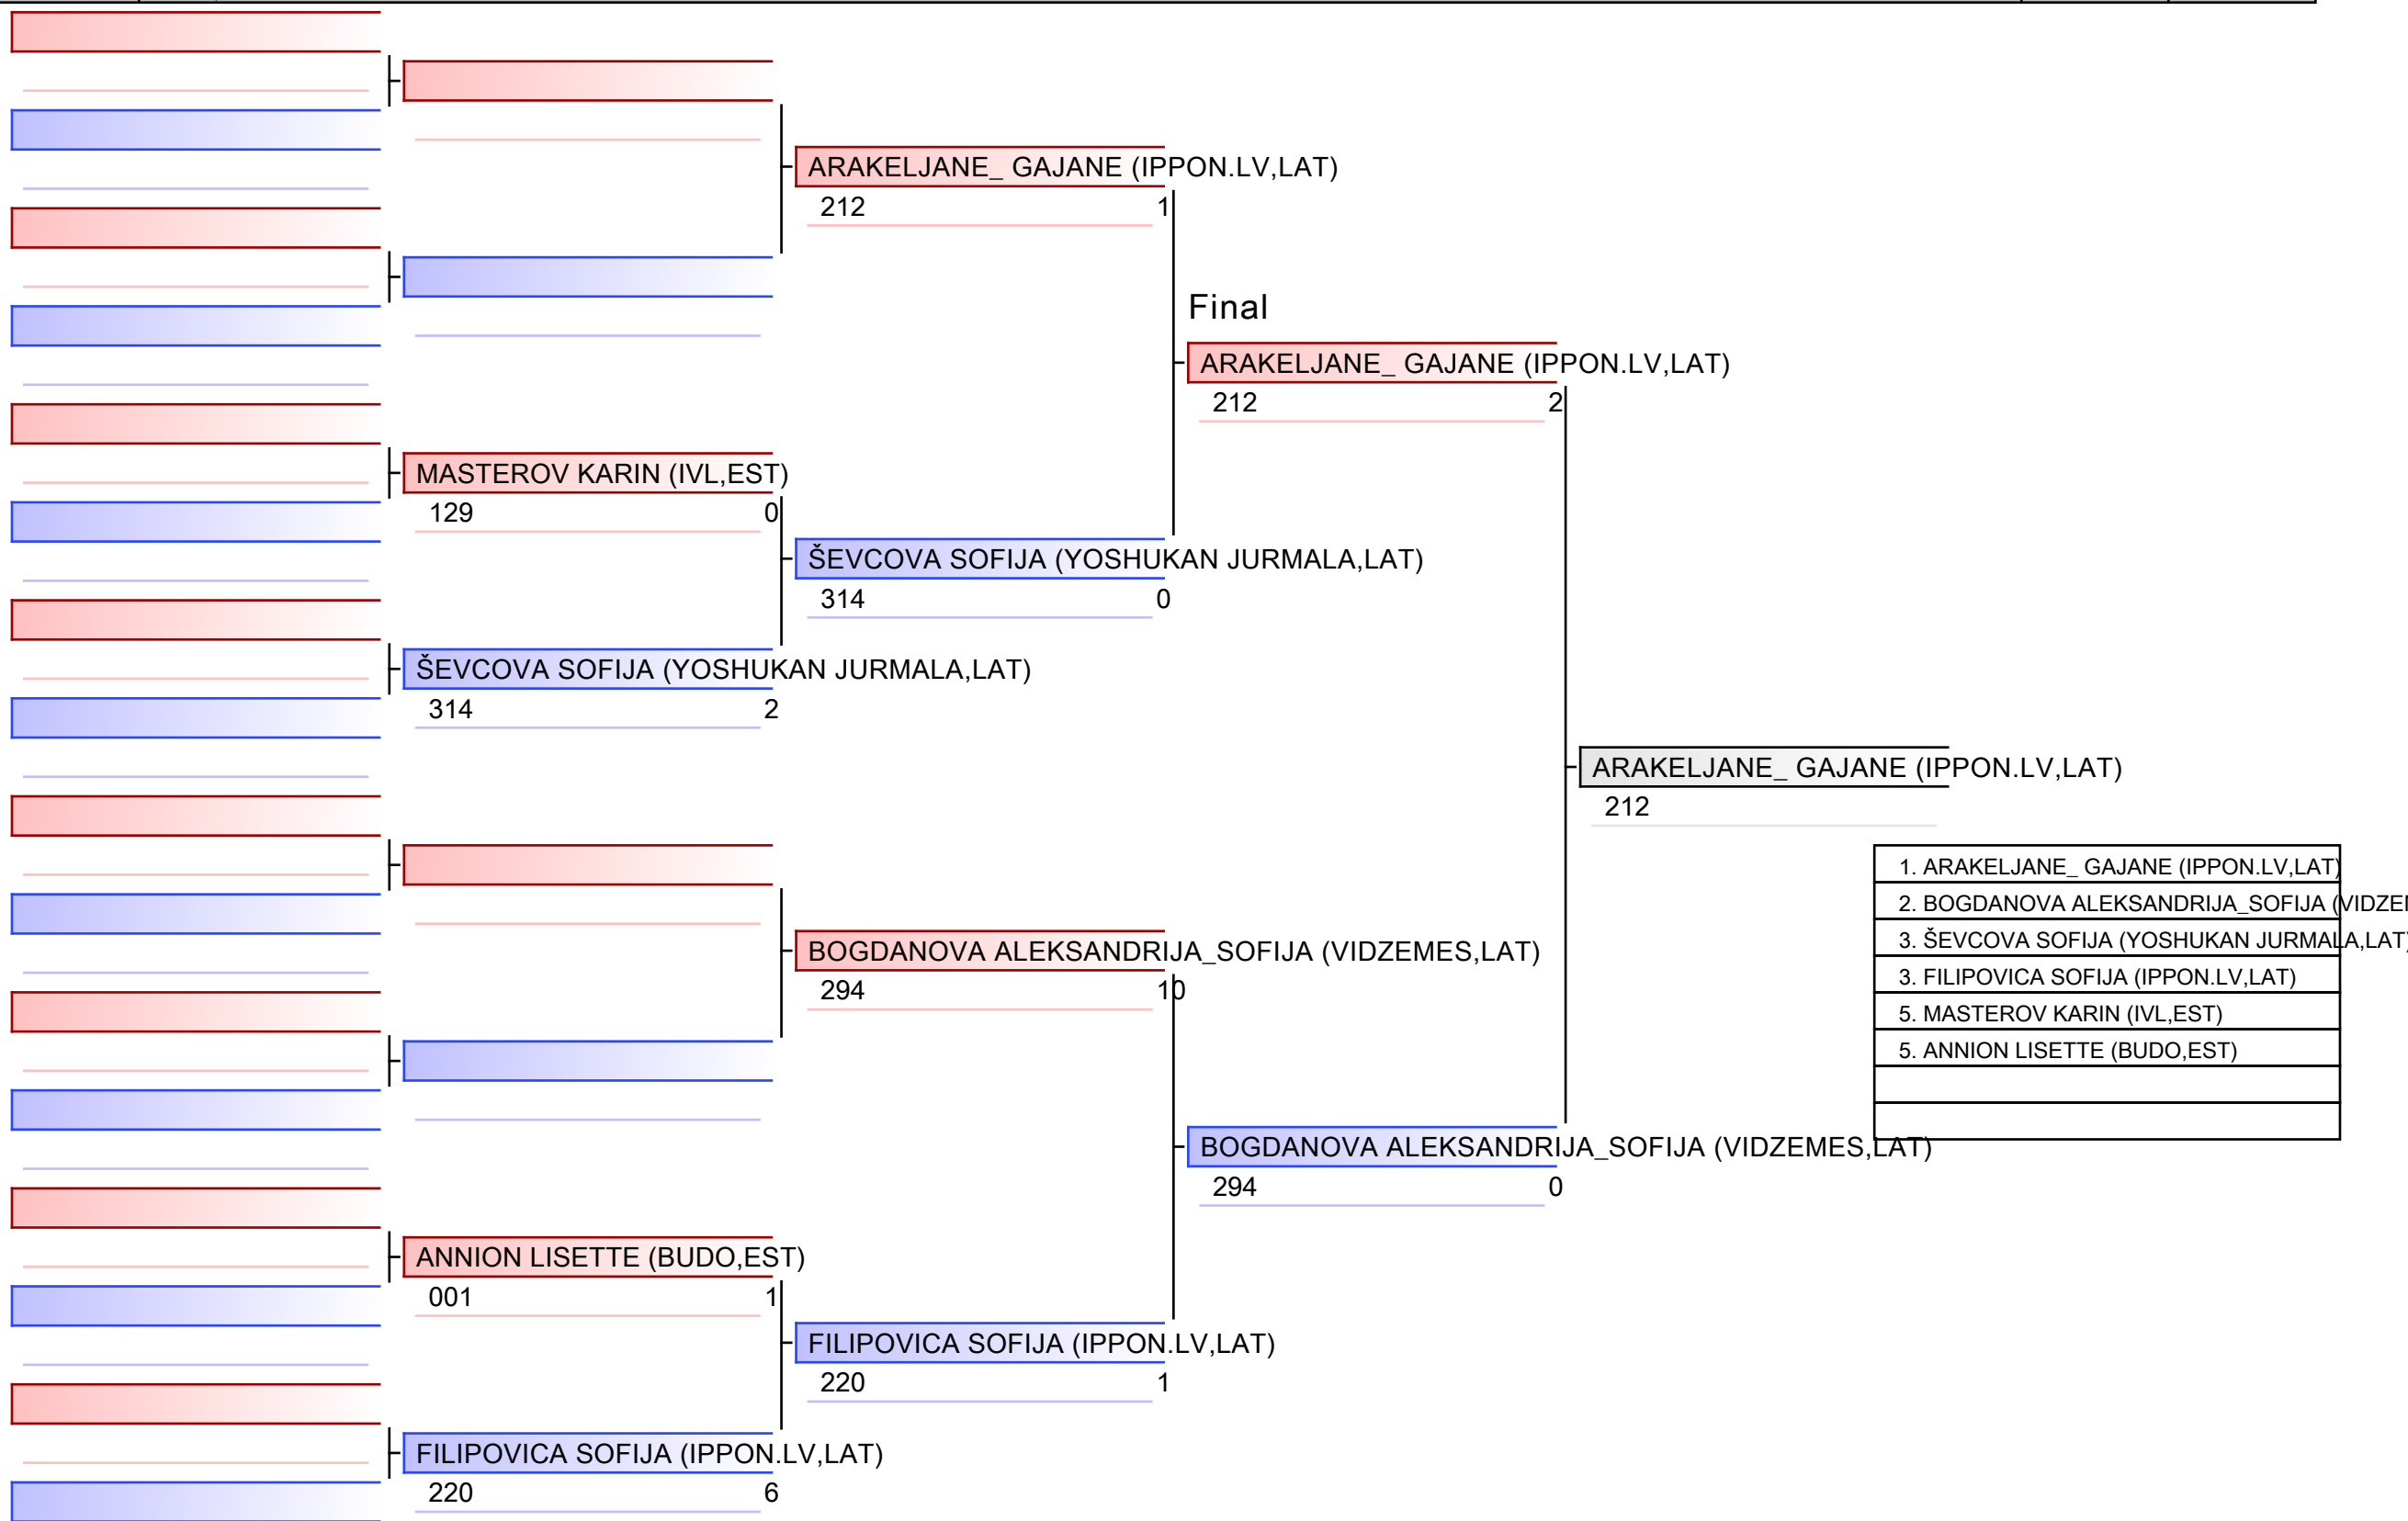 ARAKELJANE_ GAJANE (IPPON.LV,LAT)
212 1
Final
ARAKELJANE_ GAJANE (IPPON.LV,LAT)
212 2
MASTEROV KARIN (IVL,EST)
129 0
ŠEVCOVA SOFIJA (YOSHUKAN JURMALA,LAT)
314 0
ŠEVCOVA SOFIJA (YOSHUKAN JURMALA,LAT)
314 2
ARAKELJANE_ GAJANE (IPPON.LV,LAT)
212
1. ARAKELJANE_ GAJANE (IPPON.LV,LAT)
2. BOGDANOVA ALEKSANDRIJA_SOFIJA
3. ŠEVCOVA SOFIJA (YOSHUKAN JURMALA,LAT)
3. FILIPOVICA SOFIJA (IPPON.LV,LAT)
5. MASTEROV KARIN (IVL,EST)
5. ANNION LISETTE (BUDO,EST)
BOGDANOVA ALEKSANDRIJA_SOFIJA (VIDZEMES,LAT)
294 10
BOGDANOVA ALEKSANDRIJA_SOFIJA (VIDZEMES,LAT)
294 0
ANNION LISETTE (BUDO,EST)
001 1
FILIPOVICA SOFIJA (IPPON.LV,LAT)
220 1
FILIPOVICA SOFIJA (IPPON.LV,LAT)
220 6